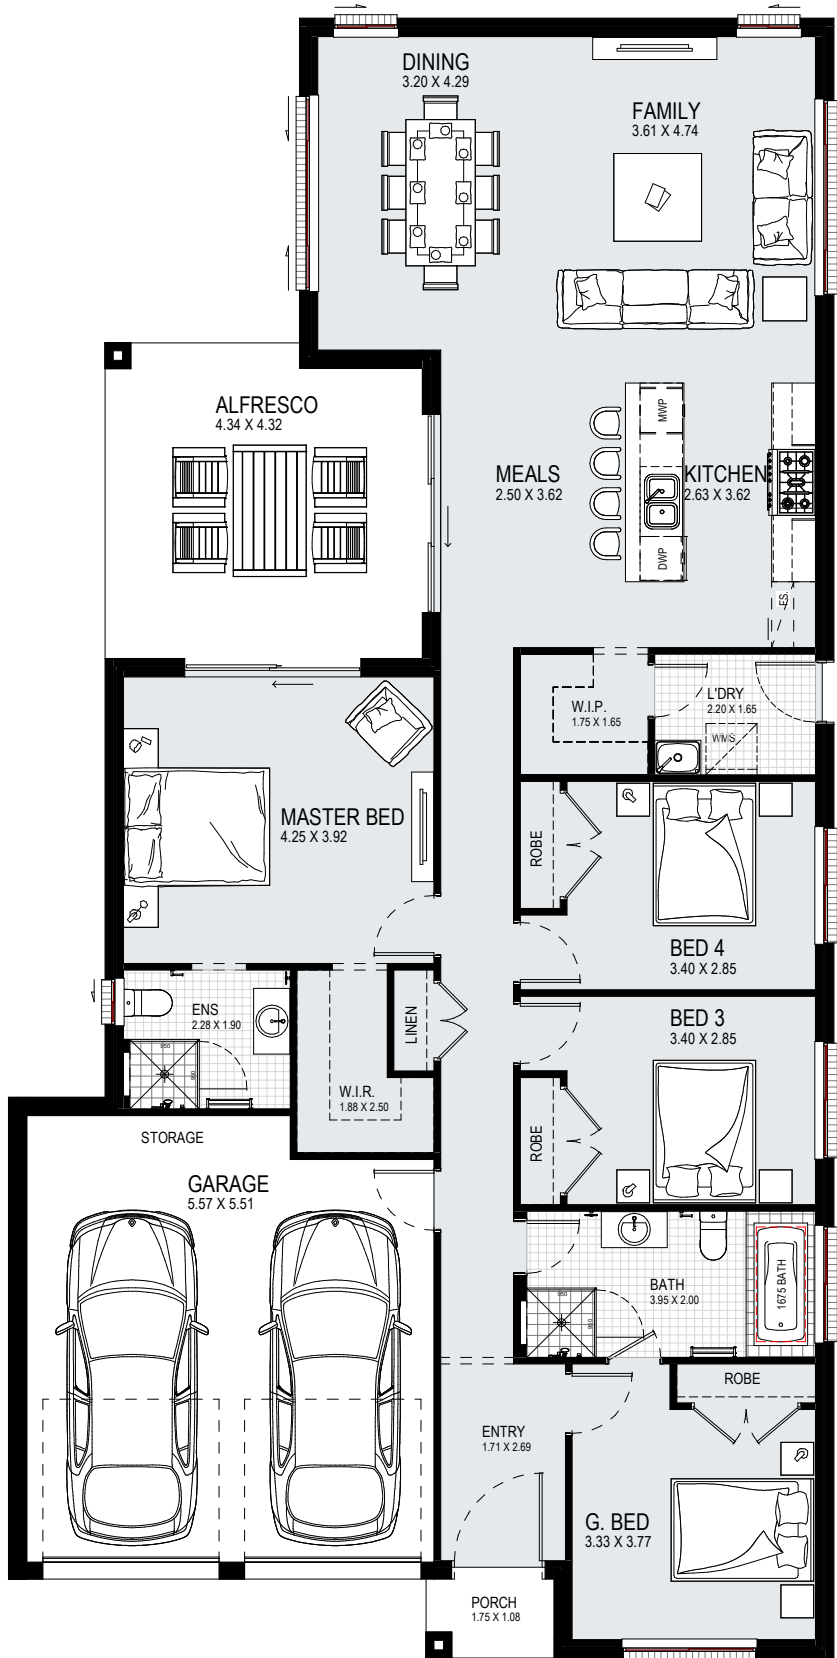 DINING
3.20 X 4.29
FAMILY
3.61 X 4.74
ALFRESCO
4.34 X 4.32
MWP
MEALS
2.50 X 3.62
KITCHEN
2.63 X 3.62
DWP
FS.
W.I.P.
1.75 X 1.65
L'DRY
2.20 X 1.65
WMS
MASTER BED
4.25 X 3.92
ROBE
BED 4
3.40 X 2.85
ENS
2.28 X 1.90
950
950
LINEN
BED 3
3.40 X 2.85
W.I.R.
1.88 X 2.50
ROBE
STORAGE
GARAGE
5.57 X 5.51
BATH
3.95 X 2.00
1675 BATH
950
950
ROBE
ENTRY
1.71 X 2.69
G. BED
3.33 X 3.77
PORCH
1.75 X 1.08